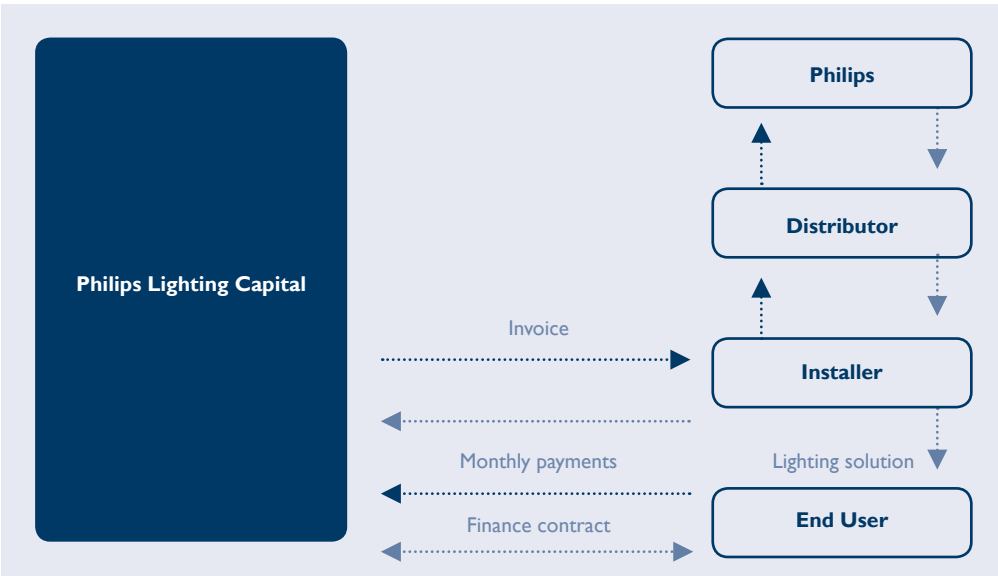 Philips
Distributor
Philips Lighting Capital
Invoice
Installer
Monthly payments
Lighting solution
Finance contract
End User